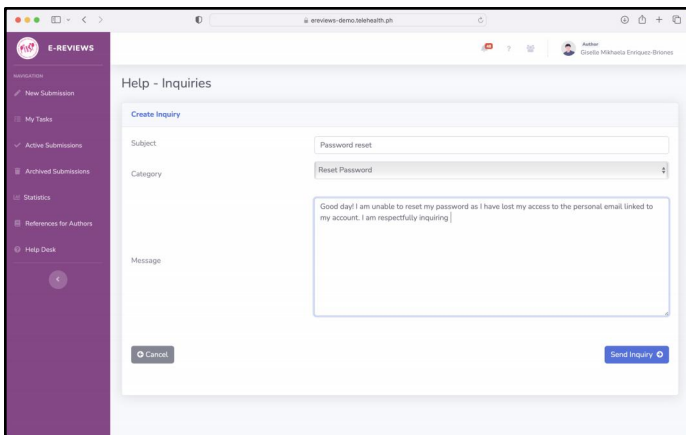 ereviews-demo.telehealth.ph
E-REVIEWS
Author
Giselle Mikhaela Enriquez-Briones
NAVIGATION
New Submission
My Tasks
Active Submissions
Archived Submissions
Statistics
References for Authors
Help Desk
Help - Inquiries
Create Inquiry
Subject
Password reset
Category
Reset Password
Message
Good day! I am unable to reset my password as I have lost my access to the personal email linked to
my account. I am respectfully inquiring
Cancel
Send Inquiry